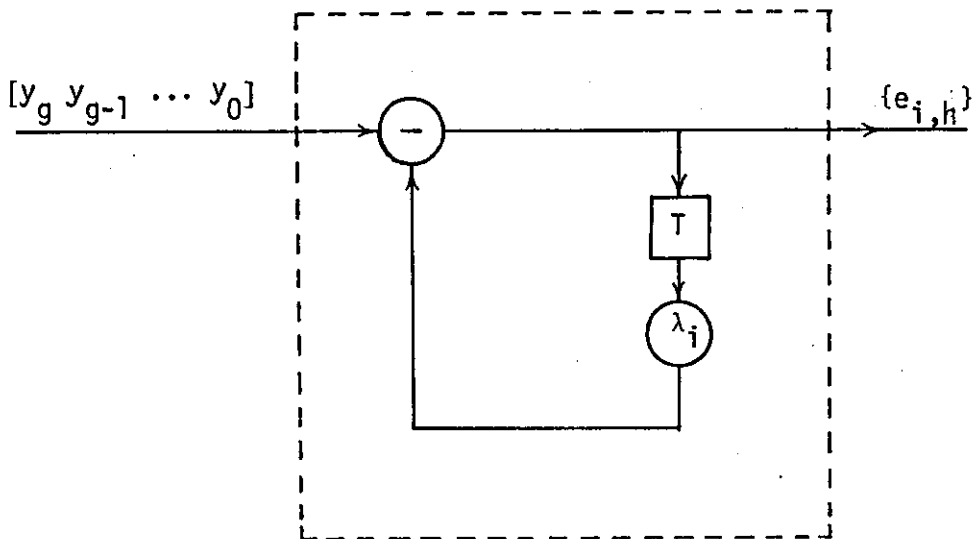 [y_g y_{g-1} ··· y_0]
{e_{i,h}}
−
T
λ_i